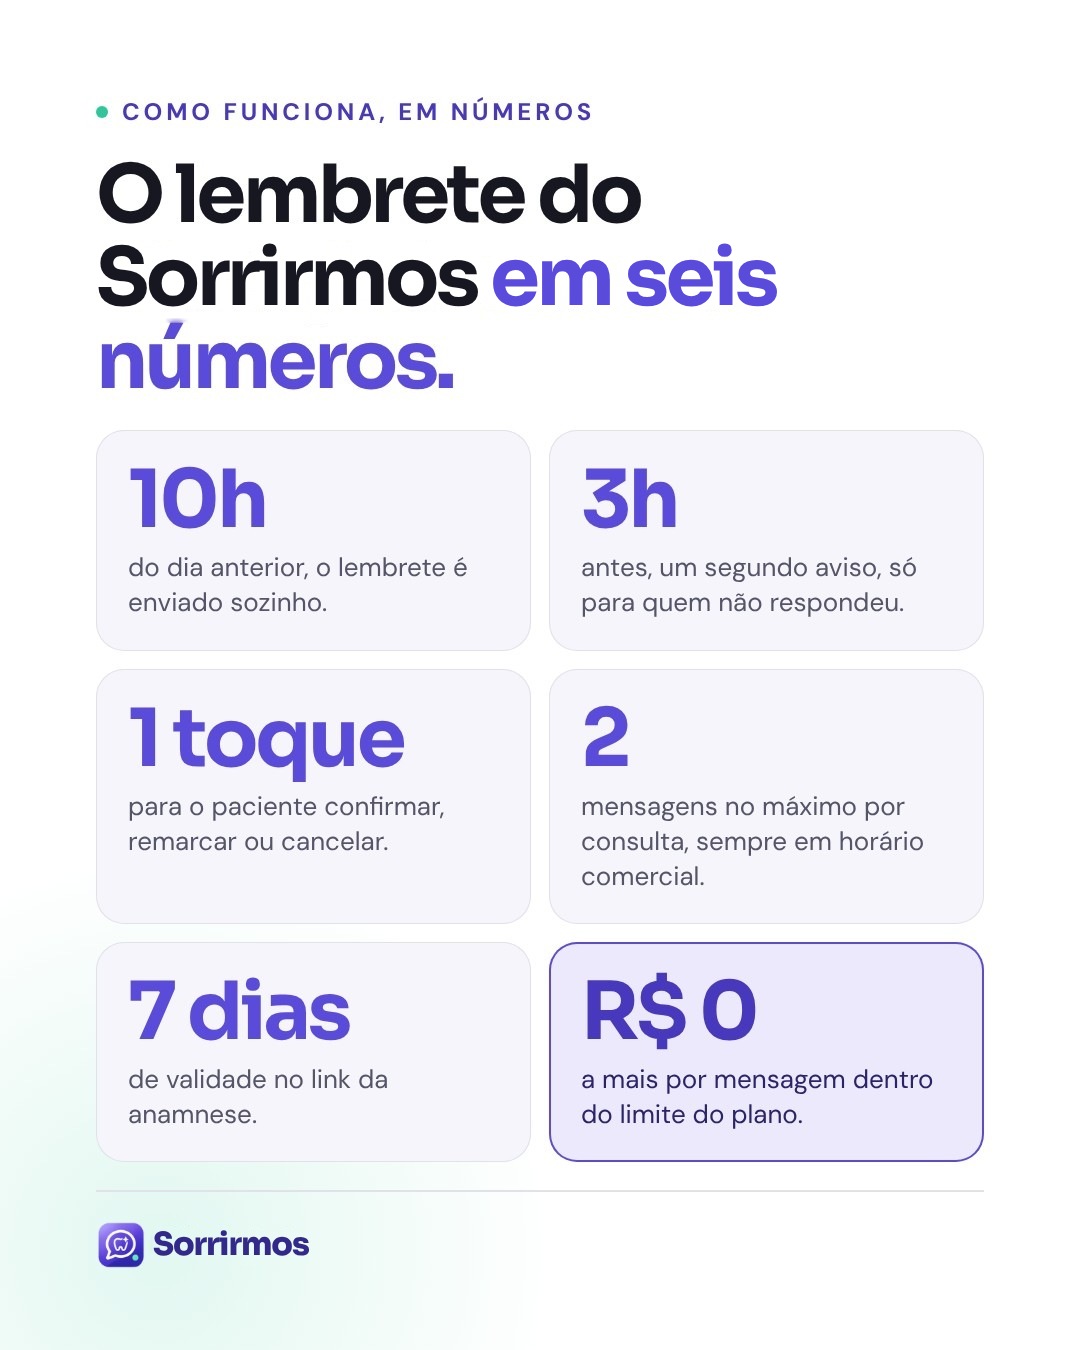 COMO FUNCIONA, EM NÚMEROS
O lembrete do
Sorrirmos em seis
números.
10h
do dia anterior, o lembrete é
enviado sozinho.
3h
antes, um segundo aviso, só
para quem não respondeu.
1 toque
para o paciente confirmar,
remarcar ou cancelar.
2
mensagens no máximo por
consulta, sempre em horário
comercial.
7 dias
de validade no link da
anamnese.
R$ 0
a mais por mensagem dentro
do limite do plano.
Sorrirmos